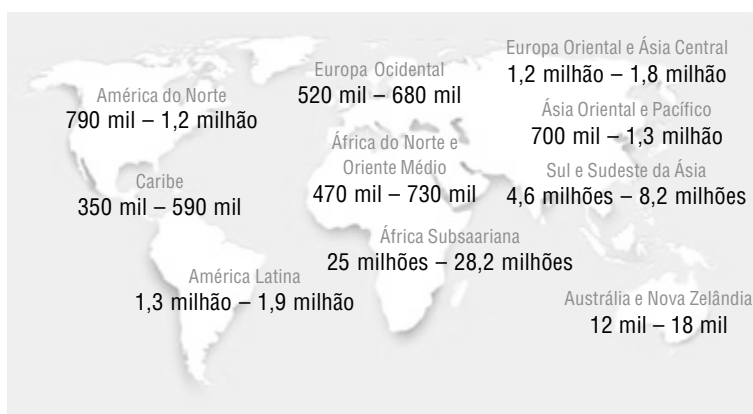 América do Norte
790 mil – 1,2 milhão
Caribe
350 mil – 590 mil
América Latina
1,3 milhão – 1,9 milhão
Europa Ocidental
520 mil – 680 mil
África do Norte e
Oriente Médio
470 mil – 730 mil
África Subsaariana
25 milhões – 28,2 milhões
Europa Oriental e Ásia Central
1,2 milhão – 1,8 milhão
Ásia Oriental e Pacífico
700 mil – 1,3 milhão
Sul e Sudeste da Ásia
4,6 milhões – 8,2 milhões
Austrália e Nova Zelândia
12 mil – 18 mil